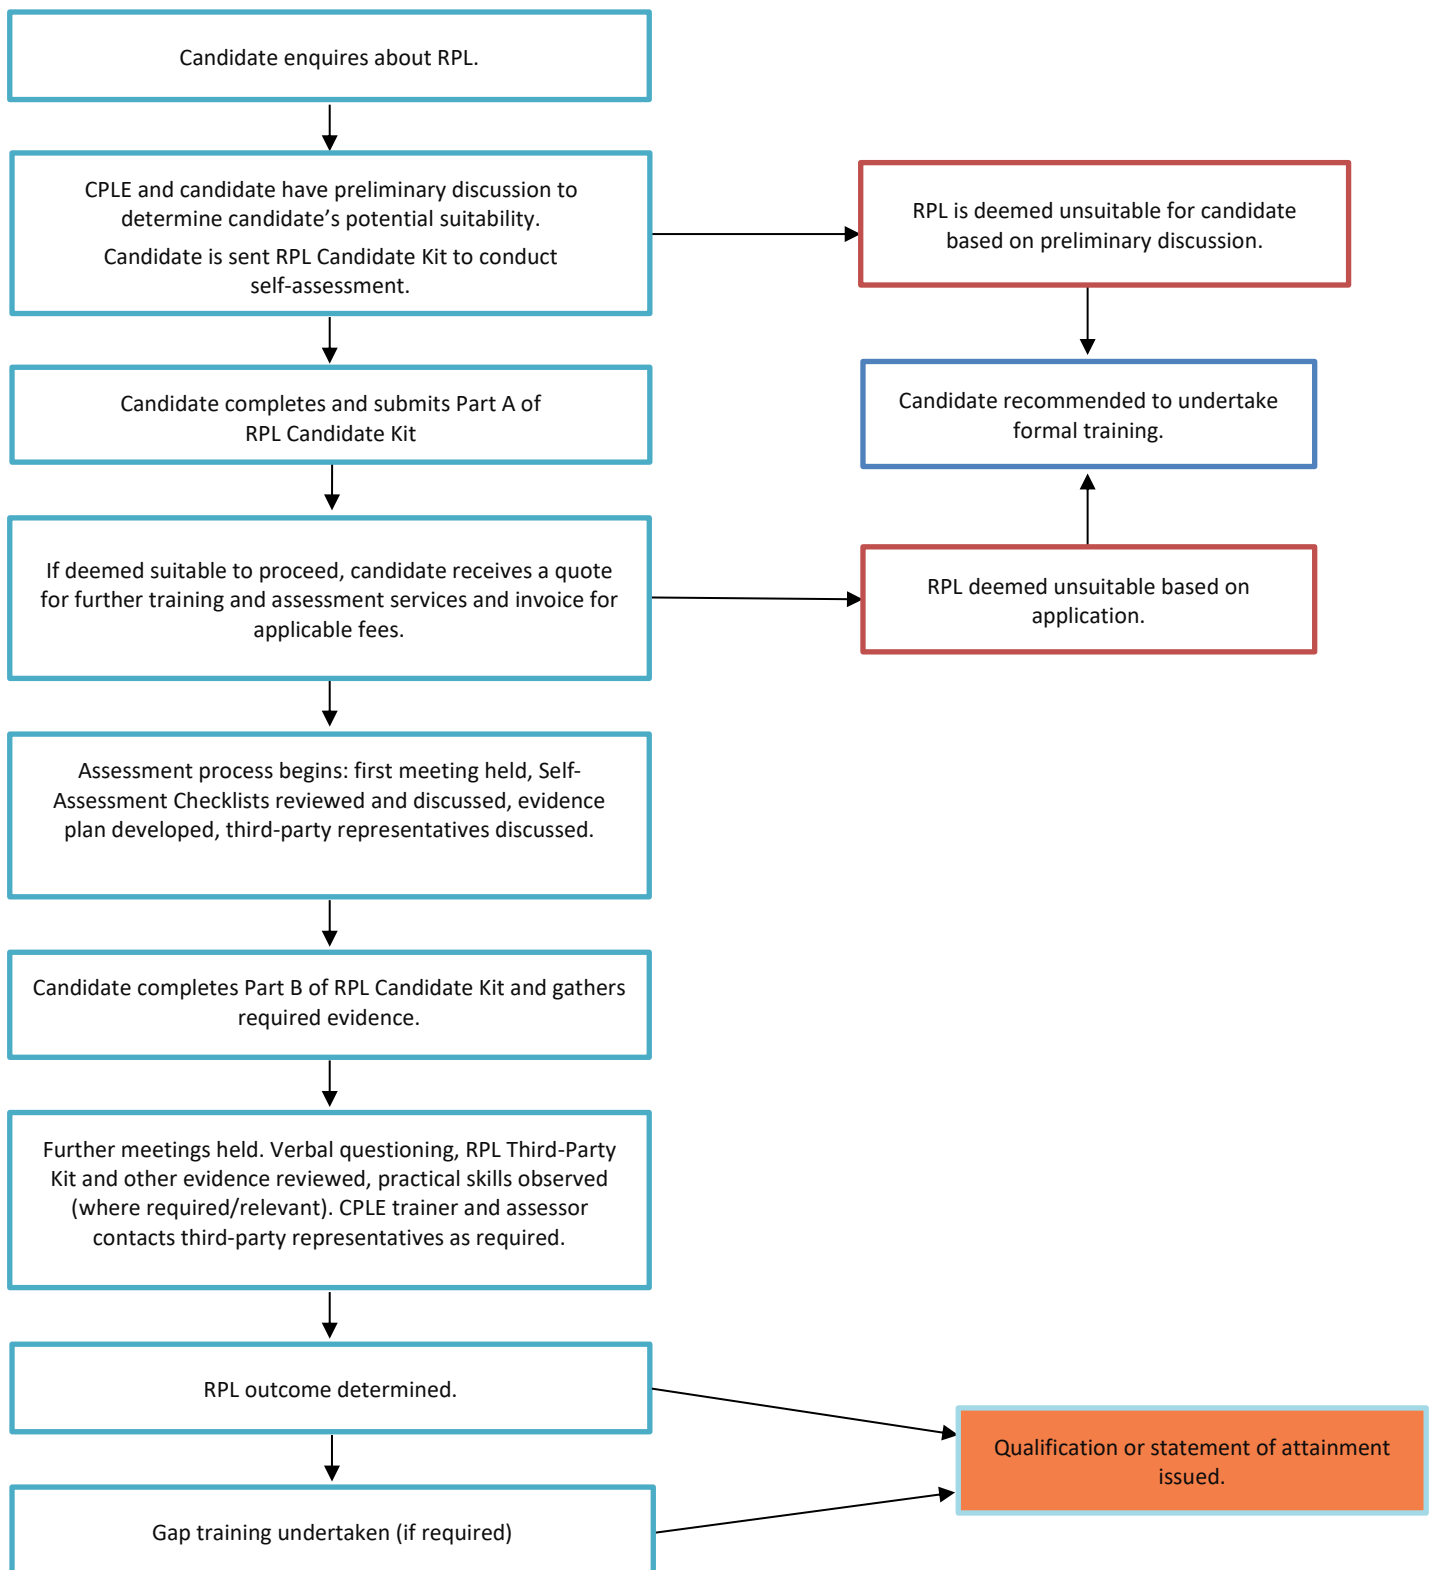 Candidate enquires about RPL.
CPLE and candidate have preliminary discussion to
determine candidate’s potential suitability.
Candidate is sent RPL Candidate Kit to conduct
self-assessment.
RPL is deemed unsuitable for candidate
based on preliminary discussion.
Candidate completes and submits Part A of
RPL Candidate Kit
Candidate recommended to undertake
formal training.
If deemed suitable to proceed, candidate receives a quote
for further training and assessment services and invoice for
applicable fees.
RPL deemed unsuitable based on
application.
Assessment process begins: first meeting held, Self-
Assessment Checklists reviewed and discussed, evidence
plan developed, third-party representatives discussed.
Candidate completes Part B of RPL Candidate Kit and gathers
required evidence.
Further meetings held. Verbal questioning, RPL Third-Party
Kit and other evidence reviewed, practical skills observed
(where required/relevant). CPLE trainer and assessor
contacts third-party representatives as required.
RPL outcome determined.
Qualification or statement of attainment
issued.
Gap training undertaken (if required)